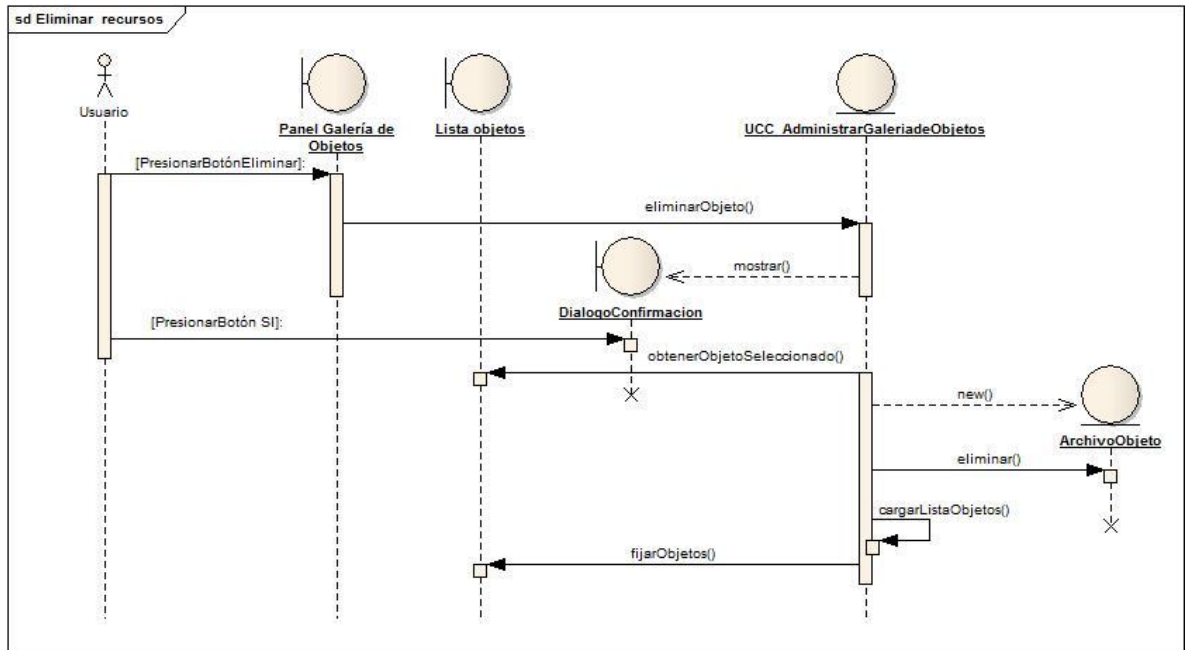 sd Eliminar recursos
Usuario
Panel Galería de
Objetos
Lista objetos
UCC_AdministrarGaleriadeObjetos
[PresionarBotónEliminar]:
eliminarObjeto()
mostrar()
DialogoConfirmacion
[PresionarBotón SI]:
obtenerObjetoSeleccionado()
new()
ArchivoObjeto
eliminar()
cargarListaObjetos()
fijarObjetos()